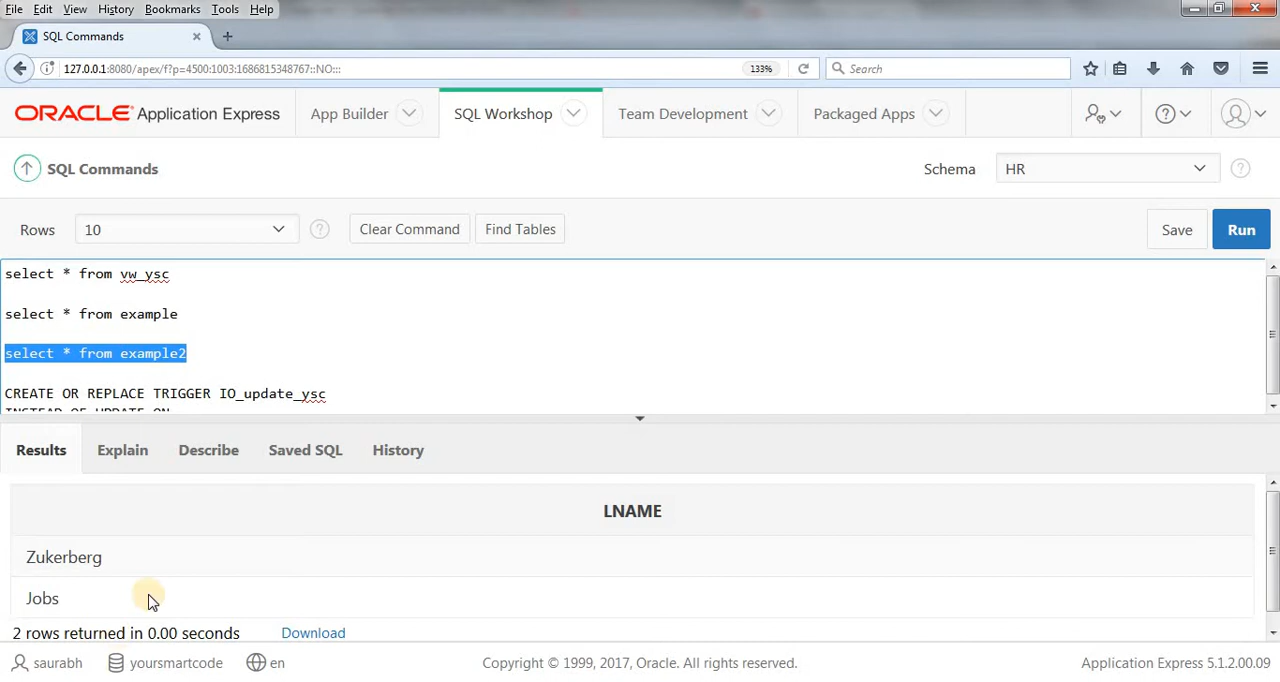 File Edit View History Bookmarks Tools Help
SQL Commands
127.0.0.1:8080/apex/f?p=4500:1003:1686815348767::NO::: 133% Search
ORACLE Application Express App Builder SQL Workshop Team Development Packaged Apps
SQL Commands Schema HR
Rows 10 Clear Command Find Tables Save Run
select * from vw_ysc
select * from example
select * from example2
CREATE OR REPLACE TRIGGER IO_update_ysc
INSTEAD OF UPDATE ON
Results Explain Describe Saved SQL History
LNAME
Zukerberg
Jobs
2 rows returned in 0.00 seconds Download
saurabh yoursmartcode en Copyright © 1999, 2017, Oracle. All rights reserved. Application Express 5.1.2.00.09